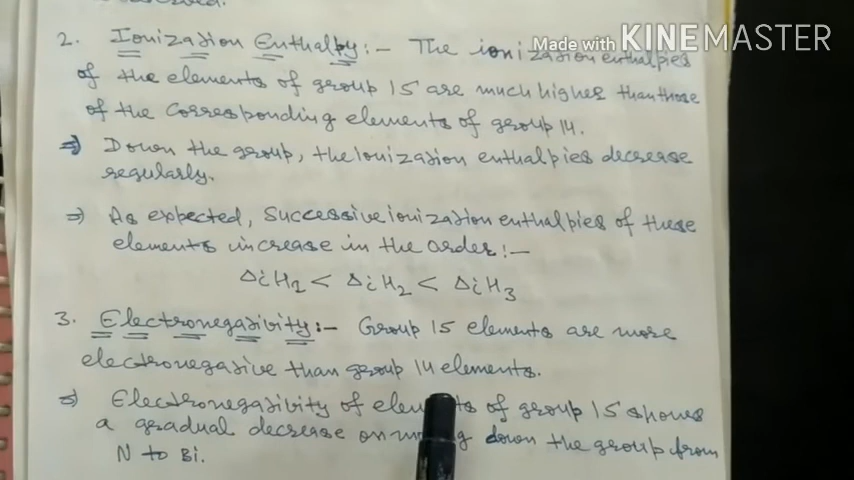 2. Ionization Enthalpy:- The ionization enthalpies
Made with KINEMASTER
of the elements of group 15 are much higher than those
of the corresponding elements of group 14.
⇒ Down the group, the Ionization enthalpies decrease
regularly.
⇒ As expected, Successive ionization enthalpies of these
elements increase in the order:-
ΔiH1 < ΔiH2 < ΔiH3
3. Electronegativity:- Group 15 elements are more
electronegative than group 14 elements.
⇒ Electronegativity of elements of group 15 shows
a gradual decrease on down the group from
N to Bi.